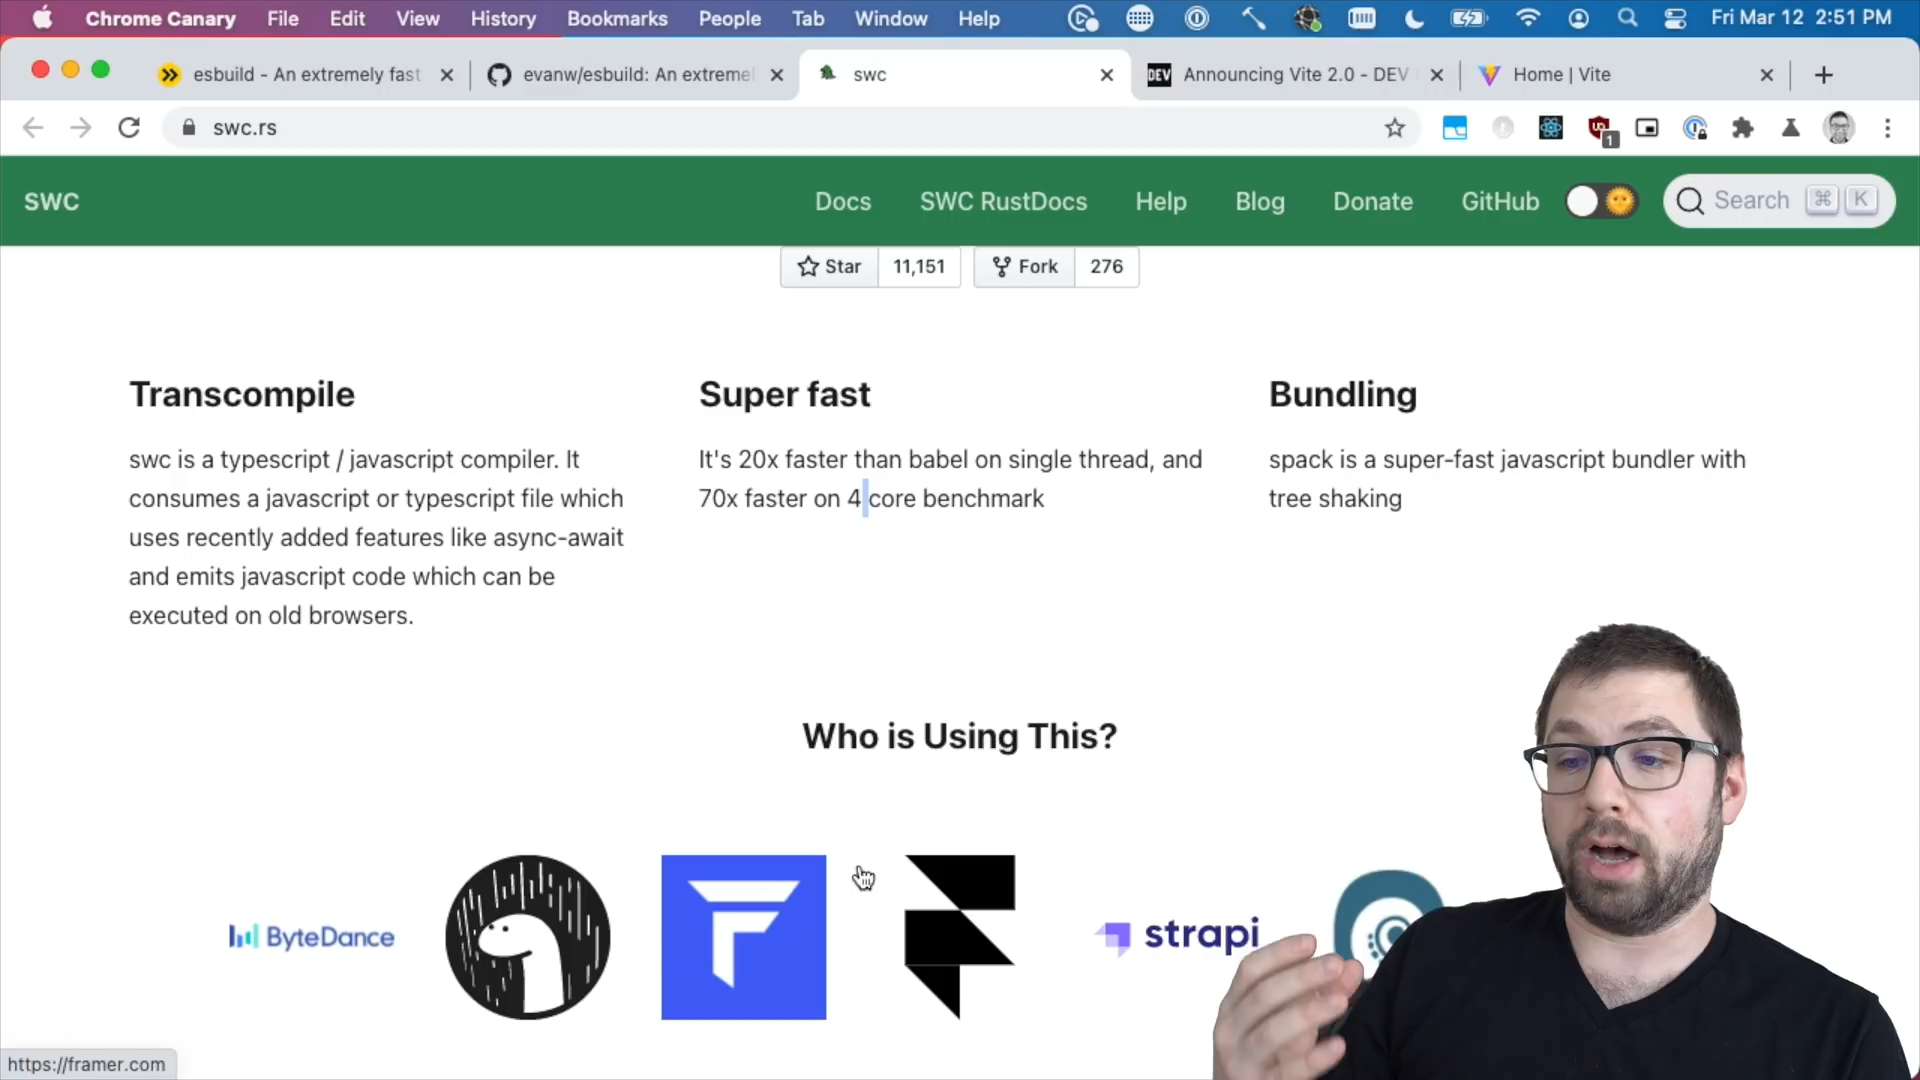 Chrome Canary File Edit View History Bookmarks People Tab Window Help Fri Mar 12 2:51 PM
esbuild - An extremely fast evanw/esbuild: An extreme swc DEV Announcing Vite 2.0 - DEV Home | Vite
swc.rs 1
SWC Docs SWC RustDocs Help Blog Donate GitHub Search ⌘ K
Star 11,151 Fork 276
Transcompile
swc is a typescript / javascript compiler. It
consumes a javascript or typescript file which
uses recently added features like async-await
and emits javascript code which can be
executed on old browsers.
Super fast
It's 20x faster than babel on single thread, and
70x faster on 4 core benchmark
Bundling
spack is a super-fast javascript bundler with
tree shaking
Who is Using This?
ByteDance strapi
https://framer.com